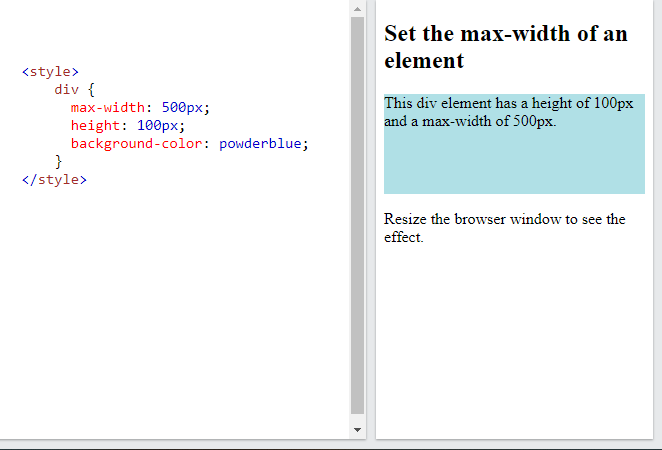 <style>
    div {
      max-width: 500px;
      height: 100px;
      background-color: powderblue;
    }
</style>
Set the max-width of an
element
This div element has a height of 100px
and a max-width of 500px.
Resize the browser window to see the
effect.